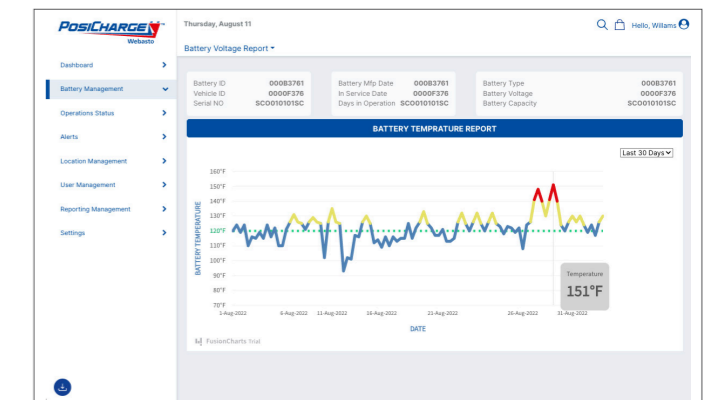 POSICHARGE
Webasto
Thursday, August 11
Hello, Willams
Battery Voltage Report
Dashboard
Battery Management
Operations Status
Alerts
Location Management
User Management
Reporting Management
Settings
Battery ID 000B3761
Vehicle ID 0000F376
Serial NO SCO010101SC
Battery Mfp Date 000B3761
In Service Date 0000F376
Days in Operation SCO010101SC
Battery Type 000B3761
Battery Voltage 0000F376
Battery Capacity SCO010101SC
BATTERY TEMPRATURE REPORT
Last 30 Days
BATTERY TEMPERATURE
160°F
150°F
140°F
130°F
120°F
110°F
100°F
90°F
80°F
70°F
Temperature
151°F
1-Aug-2022 6-Aug-2022 11-Aug-2022 16-Aug-2022 21-Aug-2022 26-Aug-2022 31-Aug-2022
DATE
FusionCharts Trial